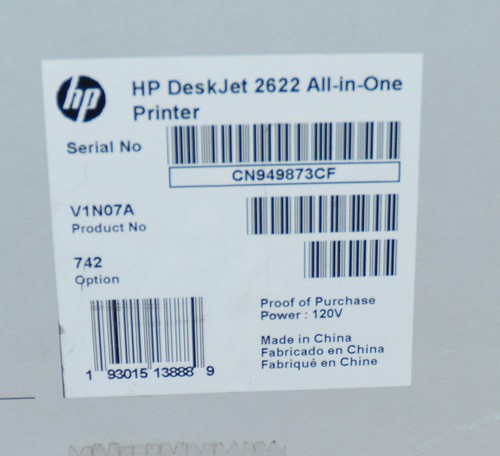 hp
HP DeskJet 2622 All-in-One
Printer
Serial No
CN949873CF
V1N07A
Product No
742
Option
Proof of Purchase
Power : 120V
Made in China
Fabricado en China
Fabriqué en Chine
1 93015 13888 9